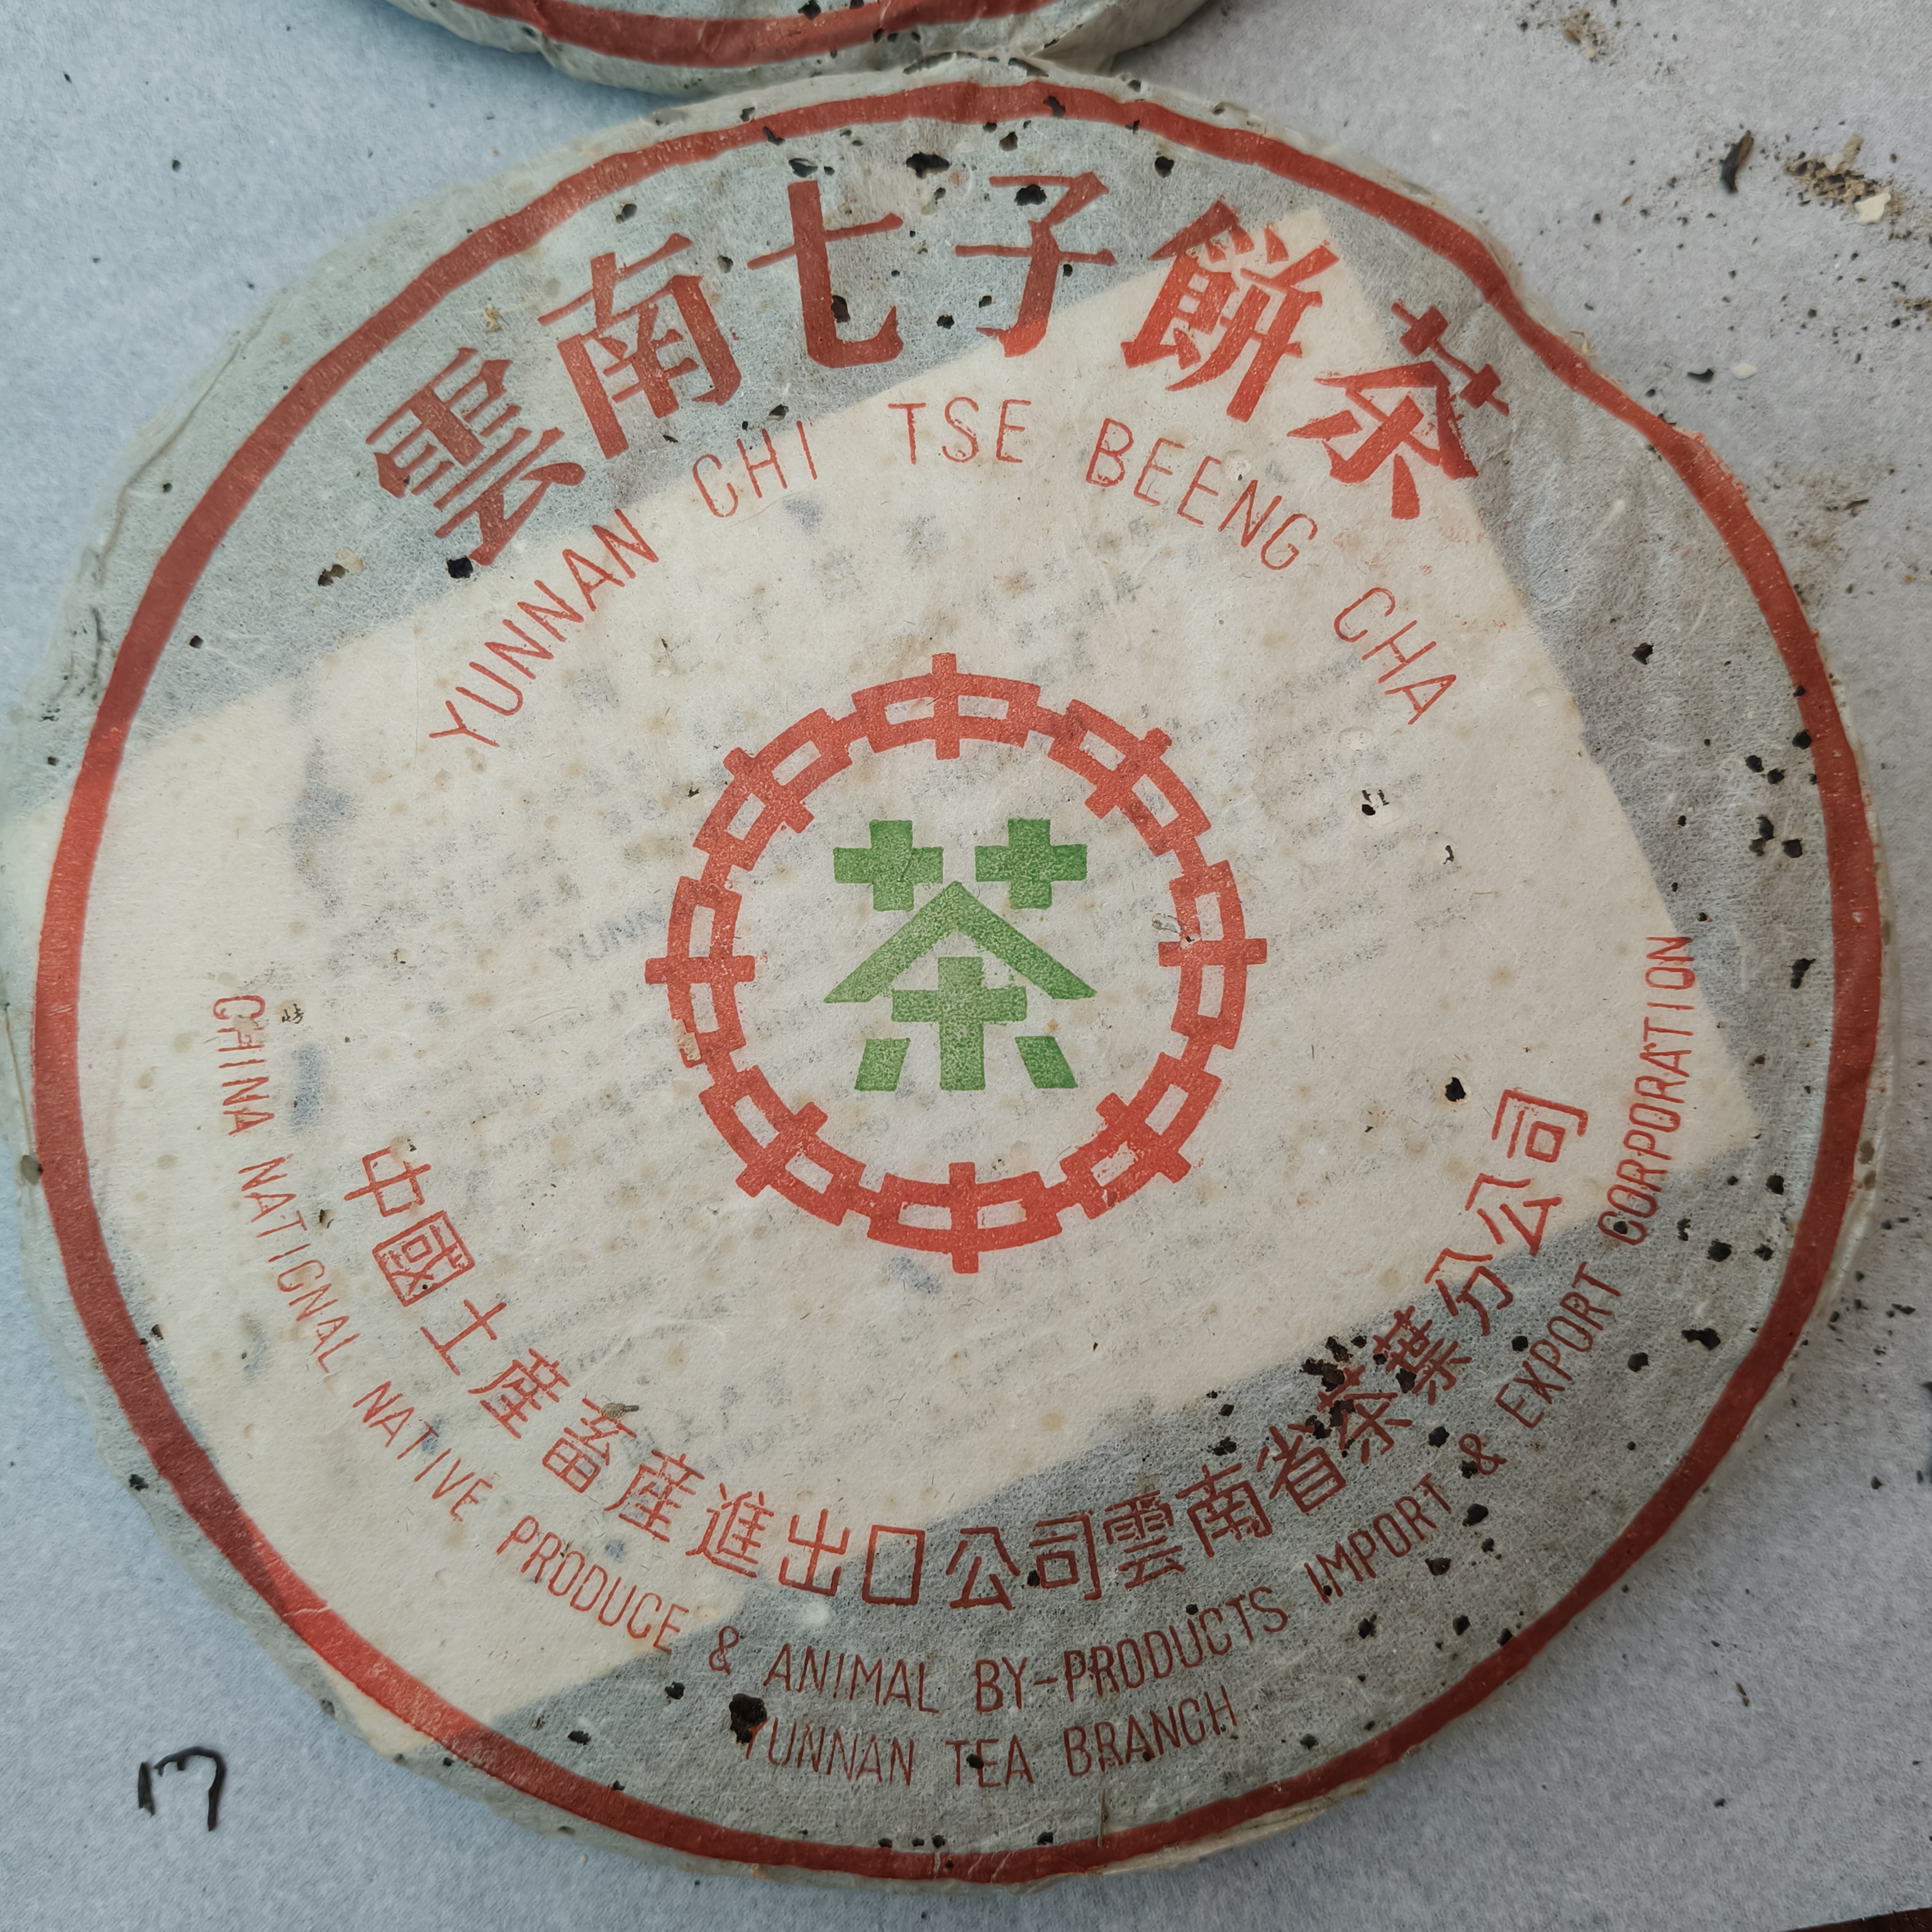 雲南七子餅茶
YUNNAN CHI TSE BEENG CHA
茶
中國土産畜産進出口公司雲南省茶葉分公司
CHINA NATIONAL NATIVE PRODUCE & ANIMAL BY-PRODUCTS IMPORT & EXPORT CORPORATION
YUNNAN TEA BRANCH